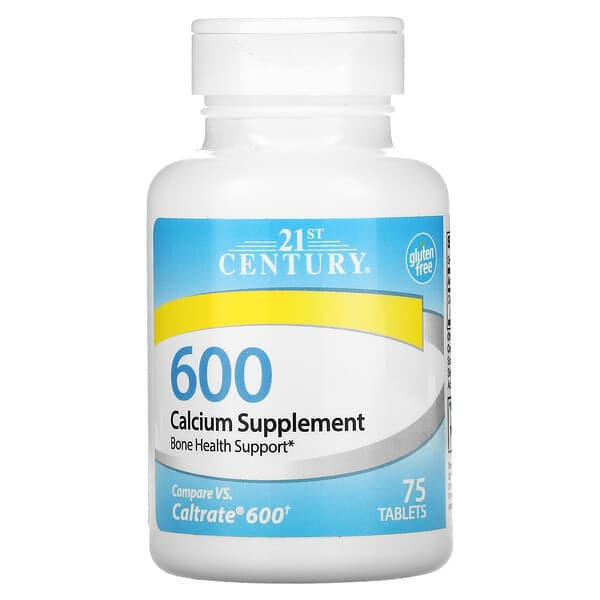 21ST
CENTURY®
gluten
free
600
Calcium Supplement
Bone Health Support*
Compare VS.
Caltrate® 600†
75
TABLETS